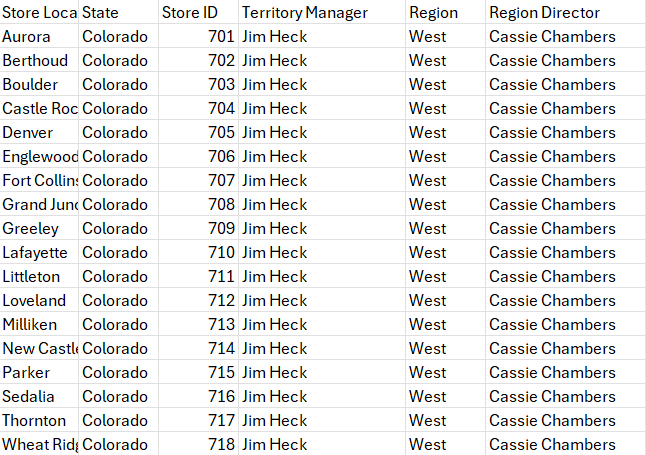 Store Loca State Store ID Territory Manager Region Region Director
Aurora Colorado 701 Jim Heck West Cassie Chambers
Berthoud Colorado 702 Jim Heck West Cassie Chambers
Boulder Colorado 703 Jim Heck West Cassie Chambers
Castle Roc Colorado 704 Jim Heck West Cassie Chambers
Denver Colorado 705 Jim Heck West Cassie Chambers
Englewood Colorado 706 Jim Heck West Cassie Chambers
Fort Collins Colorado 707 Jim Heck West Cassie Chambers
Grand Junc Colorado 708 Jim Heck West Cassie Chambers
Greeley Colorado 709 Jim Heck West Cassie Chambers
Lafayette Colorado 710 Jim Heck West Cassie Chambers
Littleton Colorado 711 Jim Heck West Cassie Chambers
Loveland Colorado 712 Jim Heck West Cassie Chambers
Milliken Colorado 713 Jim Heck West Cassie Chambers
New Castle Colorado 714 Jim Heck West Cassie Chambers
Parker Colorado 715 Jim Heck West Cassie Chambers
Sedalia Colorado 716 Jim Heck West Cassie Chambers
Thornton Colorado 717 Jim Heck West Cassie Chambers
Wheat Ridg Colorado 718 Jim Heck West Cassie Chambers